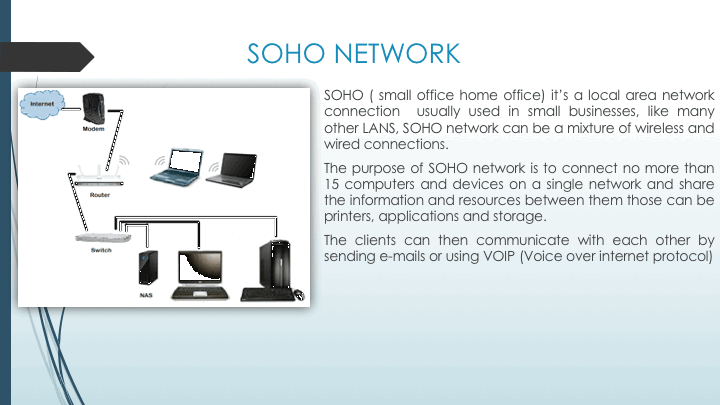 SOHO NETWORK
Internet
Modem
Router
Switch
NAS
SOHO ( small office home office) it’s a local area network
connection usually used in small businesses, like many
other LANS, SOHO network can be a mixture of wireless and
wired connections.
The purpose of SOHO network is to connect no more than
15 computers and devices on a single network and share
the information and resources between them those can be
printers, applications and storage.
The clients can then communicate with each other by
sending e-mails or using VOIP (Voice over internet protocol)